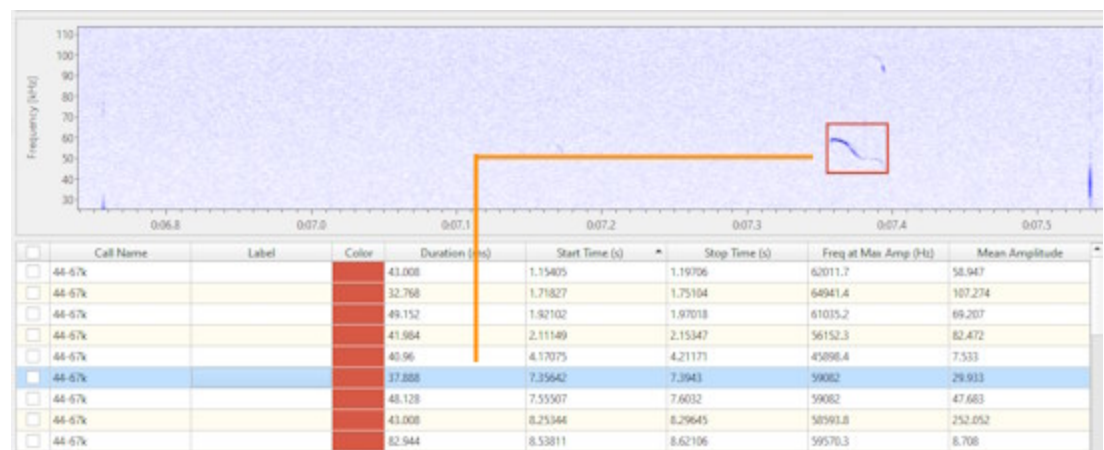 110
100
90
80
70
60
50
40
30
Frequency [kHz]
0:06.8 0:07.0 0:07.1 0:07.2 0:07.3 0:07.4 0:07.5
Call Name Label Color Duration (ms) Start Time (s) Stop Time (s) Freq at Max Amp (Hz) Mean Amplitude
44-67k 43.008 1.15405 1.19706 62011.7 58.947
44-67k 32.768 1.71827 1.75104 64941.4 107.274
44-67k 49.152 1.92102 1.97018 61035.2 69.207
44-67k 41.984 2.11149 2.15347 56152.3 82.472
44-67k 40.96 4.17075 4.21171 45898.4 7.533
44-67k 37.888 7.35642 7.3943 59082 29.933
44-67k 48.128 7.55507 7.6032 59082 47.683
44-67k 43.008 8.25344 8.29645 58593.8 252.052
44-67k 82.944 8.53811 8.62106 59570.3 8.708